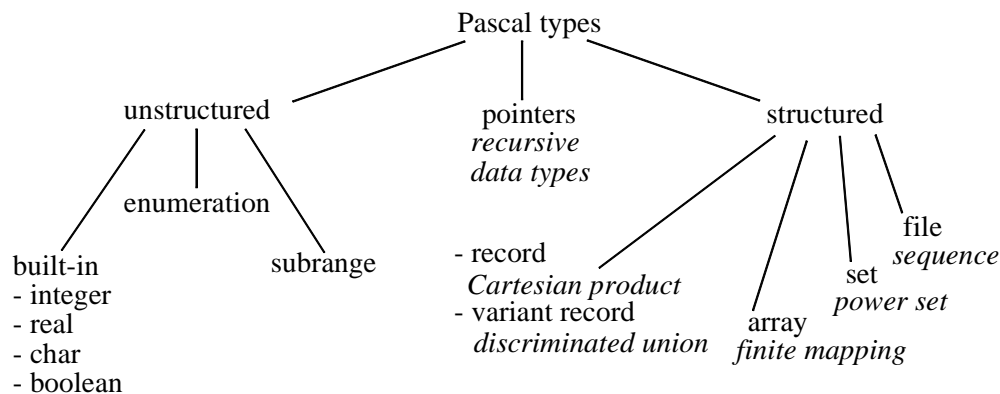 Pascal types
unstructured
pointers
recursive
data types
structured
enumeration
built-in
- integer
- real
- char
- boolean
subrange
- record
Cartesian product
- variant record
discriminated union
array
finite mapping
set
power set
file
sequence